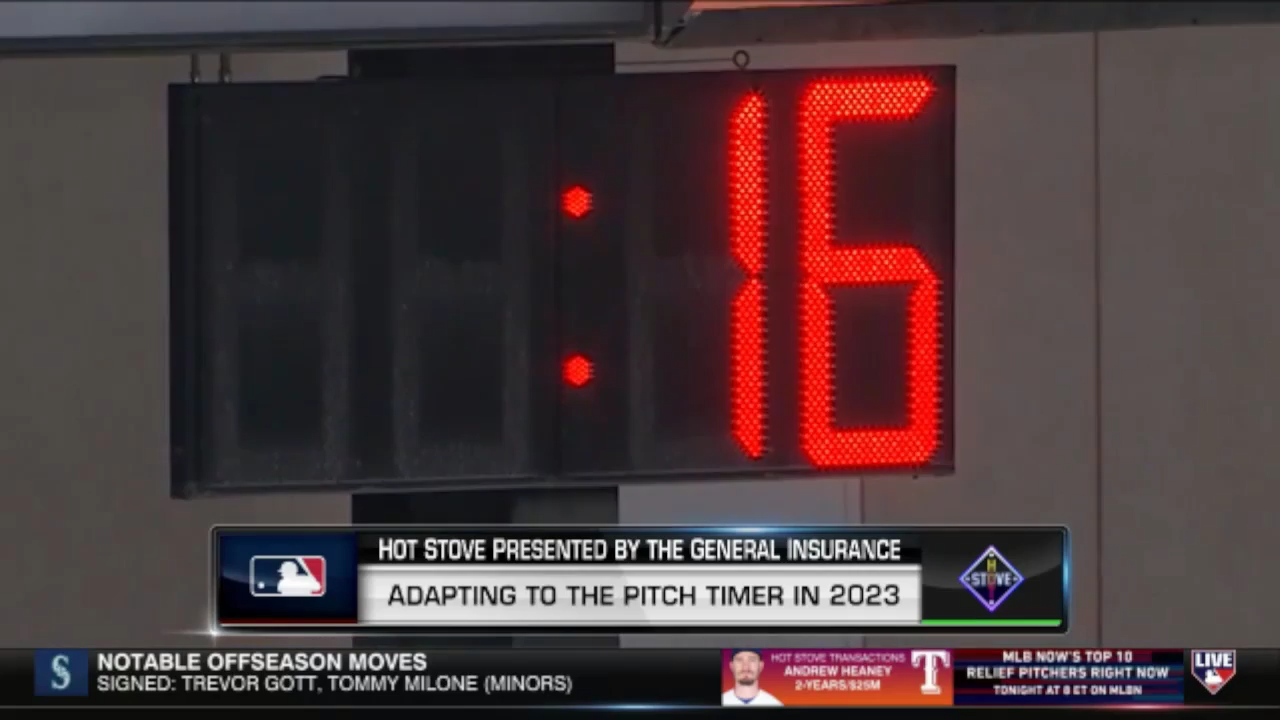 :16
HOT STOVE PRESENTED BY THE GENERAL INSURANCE
ADAPTING TO THE PITCH TIMER IN 2023
H
STOVE
T
S
NOTABLE OFFSEASON MOVES
SIGNED: TREVOR GOTT, TOMMY MILONE (MINORS)
HOT STOVE TRANSACTIONS
ANDREW HEANEY
2-YEARS/$25M
T
MLB NOW'S TOP 10
RELIEF PITCHERS RIGHT NOW
TONIGHT AT 8 ET ON MLBN
LIVE